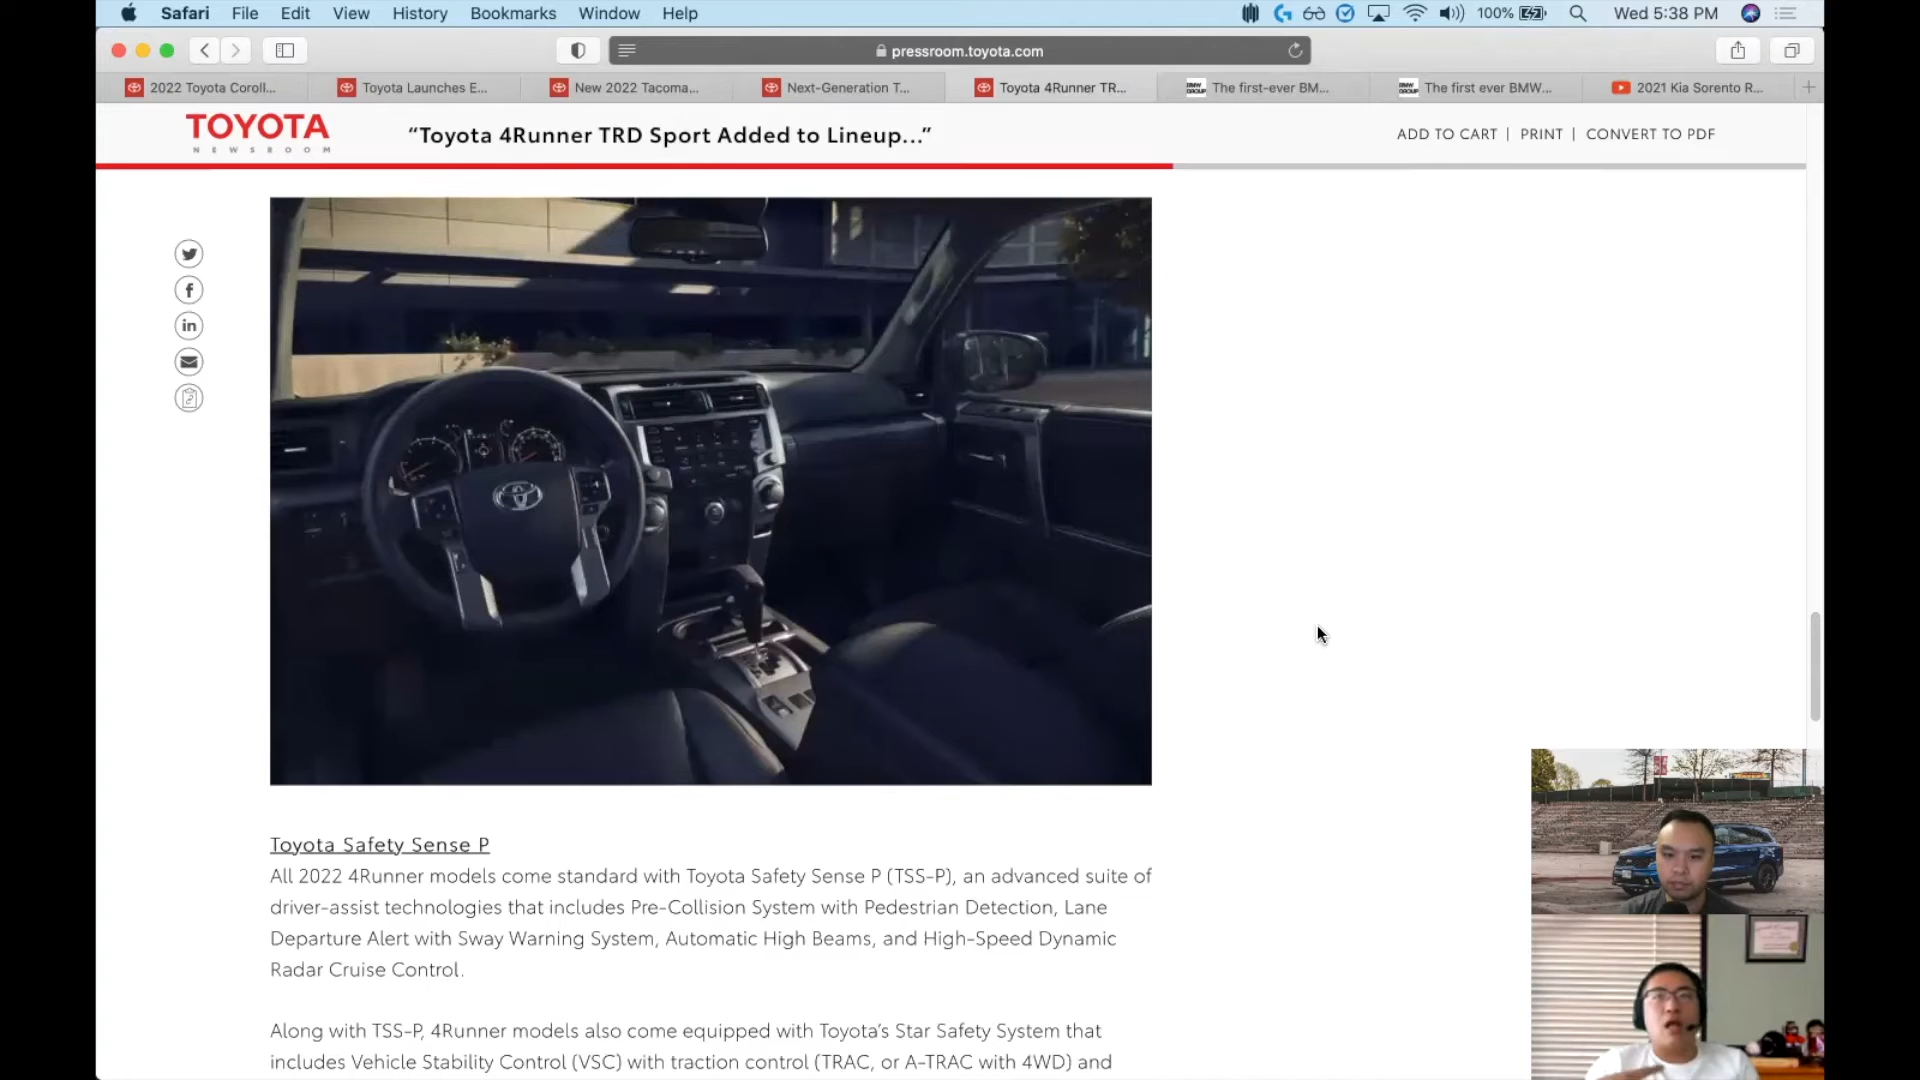 Safari File Edit View History Bookmarks Window Help 100% Wed 5:38 PM
pressroom.toyota.com
2022 Toyota Coroll... Toyota Launches E... New 2022 Tacoma... Next-Generation T... Toyota 4Runner TR... The first-ever BM... The first ever BMW... 2021 Kia Sorento R...
TOYOTA
NEWSROOM
“Toyota 4Runner TRD Sport Added to Lineup...”
ADD TO CART | PRINT | CONVERT TO PDF
Toyota Safety Sense P
All 2022 4Runner models come standard with Toyota Safety Sense P (TSS-P), an advanced suite of
driver-assist technologies that includes Pre-Collision System with Pedestrian Detection, Lane
Departure Alert with Sway Warning System, Automatic High Beams, and High-Speed Dynamic
Radar Cruise Control.
Along with TSS-P, 4Runner models also come equipped with Toyota’s Star Safety System that
includes Vehicle Stability Control (VSC) with traction control (TRAC, or A-TRAC with 4WD) and